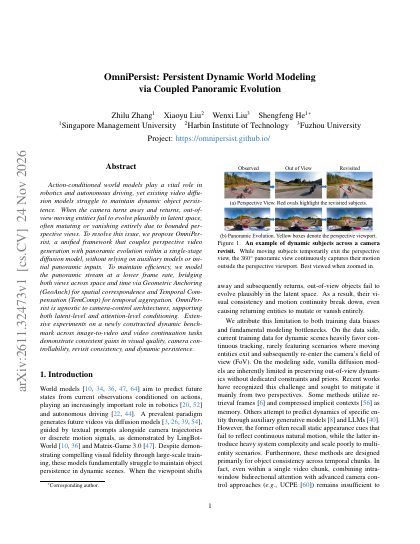 OmniPersist: Persistent Dynamic World Modeling
via Coupled Panoramic Evolution
Zhilu Zhang¹ Xiaoyu Liu² Wenxi Liu³ Shengfeng He¹*
¹Singapore Management University ²Harbin Institute of Technology ³Fuzhou University
Project: https://omnipersist.github.io/
arXiv:2611.32473v1 [cs.CV] 24 Nov 2026
Abstract
Action-conditioned world models play a vital role in
robotics and autonomous driving, yet existing video diffu-
sion models struggle to maintain dynamic object persis-
tence. When the camera turns away and returns, out-of-
view moving entities fail to evolve plausibly in latent space,
often mutating or vanishing entirely due to bounded per-
spective views. To resolve this issue, we propose OmniPer-
sist, a unified framework that couples perspective video
generation with panoramic evolution within a single-stage
diffusion model, without relying on auxiliary models or ini-
tial panoramic inputs. To maintain efficiency, we model
the panoramic stream at a lower frame rate, bridging
both views across space and time via Geometric Anchoring
(GeoAnch) for spatial correspondence and Temporal Com-
pensation (TemComp) for temporal aggregation. OmniPer-
sist is agnostic to camera-control architectures, supporting
both latent-level and attention-level conditioning.
Extensive experiments on a newly constructed dynamic bench-
mark across image-to-video and video continuation tasks
demonstrate consistent gains in visual quality, camera con-
trollability, revisit consistency, and dynamic persistence.
1. Introduction
World models [10, 34, 36, 47, 64] aim to predict future
states from current observations conditioned on actions,
playing an increasingly important role in robotics [20, 52]
and autonomous driving [22, 44]. A prevalent paradigm
generates future videos via diffusion models [3, 26, 39, 54],
guided by textual prompts alongside camera trajectories
or discrete motion signals, as demonstrated by LingBot-
World [10, 36] and Matrix-Game 3.0 [47]. Despite demon-
strating compelling visual fidelity through large-scale train-
ing, these models fundamentally struggle to maintain object
persistence in dynamic scenes. When the viewpoint shifts
*Corresponding author.
Observed Out of View Revisited
(a) Perspective View. Red ovals highlight the revisited subjects.
(b) Panoramic Evolution. Yellow boxes denote the perspective viewport.
Figure 1. An example of dynamic subjects across a camera
revisit. While moving subjects temporarily exit the perspective
view, the 360° panoramic view continuously captures their motion
outside the perspective viewport. Best viewed when zoomed in.
away and subsequently returns, out-of-view objects fail to
evolve plausibly in the latent space. As a result, their vi-
sual consistency and motion continuity break down, even
causing returning entities to mutate or vanish entirely.
We attribute this limitation to both training data biases
and fundamental modeling bottlenecks. On the data side,
current training data for dynamic scenes heavily favor con-
tinuous tracking, rarely featuring scenarios where moving
entities exit and subsequently re-enter the camera's field of
view (FoV). On the modeling side, vanilla diffusion mod-
els are inherently limited in preserving out-of-view dynam-
ics without dedicated constraints and priors. Recent works
have recognized this challenge and sought to mitigate it
mainly from two perspectives. Some methods utilize re-
trieval frames [6] and compressed implicit contexts [56] as
memory. Others attempt to predict dynamics of specific en-
tity through auxiliary generative models [8] and LLMs [40].
However, the former often recall static appearance cues that
fail to reflect continuous natural motion, while the latter in-
troduce heavy system complexity and scale poorly to multi-
entity scenarios. Furthermore, these methods are designed
primarily for object consistency across temporal chunks. In
fact, even within a single video chunk, combining intra-
window bidirectional attention with advanced camera con-
trol approaches (e.g., UCPE [60]) remains insufficient to
1